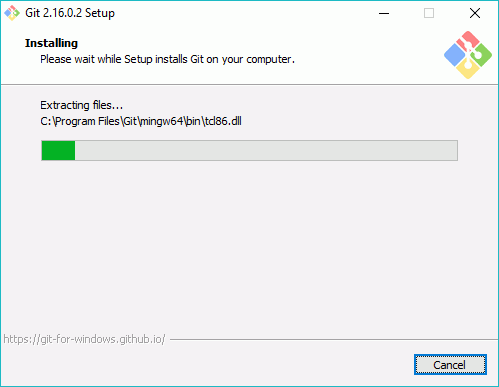 Git 2.16.0.2 Setup
Installing
Please wait while Setup installs Git on your computer.
Extracting files...
C:\Program Files\Git\mingw64\bin\tcl86.dll
https://git-for-windows.github.io/
Cancel